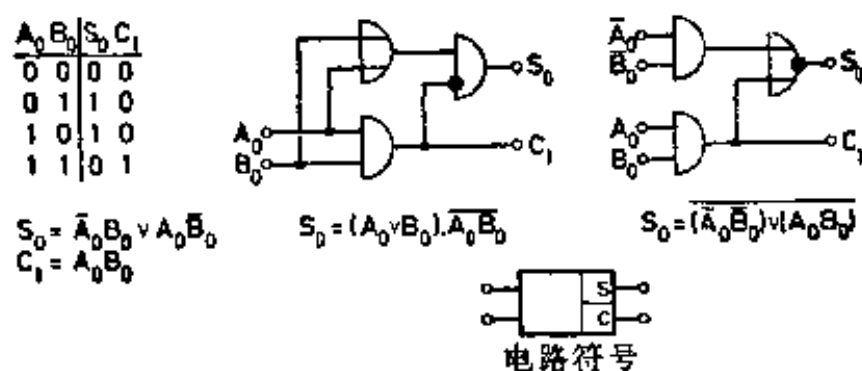 A₀ B₀ S₀ C₁
0 0 0 0
0 1 1 0
1 0 1 0
1 1 0 1
S₀ = Ā₀B₀ ∨ A₀B̄₀
C₁ = A₀B₀
A₀
B₀
S₀
C₁
S₀ = (A₀∨B₀).\overline{A₀B₀}
Ā₀
B̄₀
A₀
B₀
S₀
C₁
S₀ = \overline{(Ā₀B̄₀)∨(A₀B₀)}
S
C
电路符号